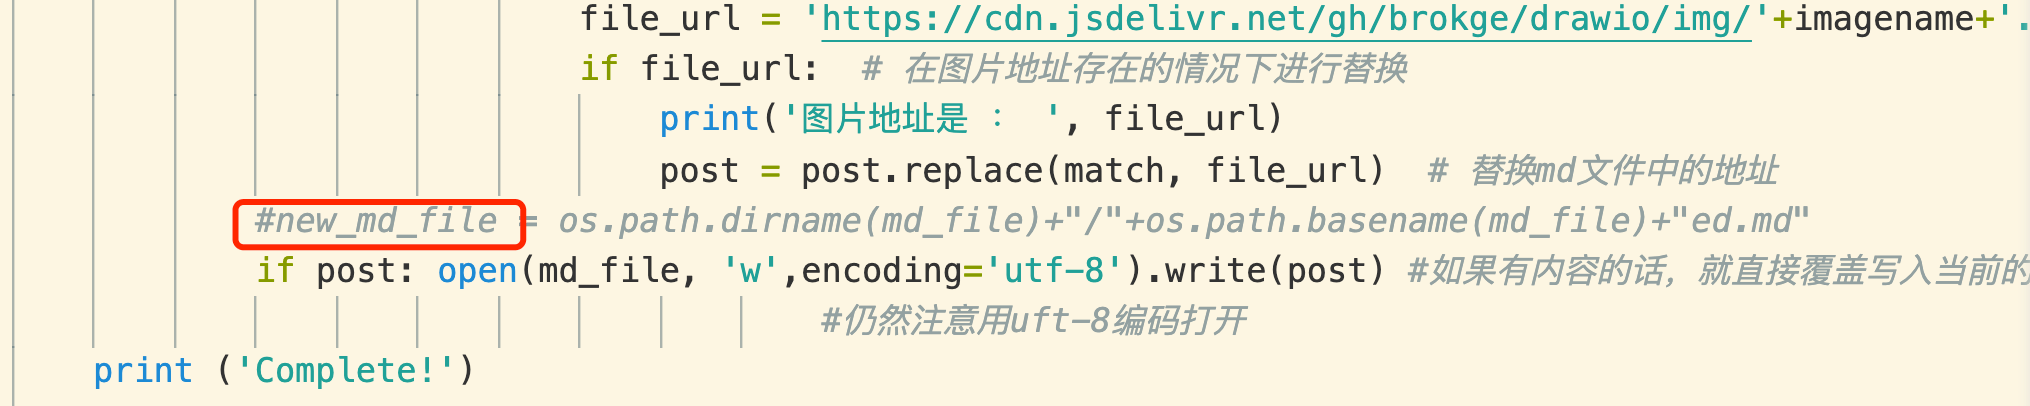 file_url = 'https://cdn.jsdelivr.net/gh/brokge/drawio/img/'+imagename+'.
if file_url:  # 在图片地址存在的情况下进行替换
print('图片地址是 ： ', file_url)
post = post.replace(match, file_url)  # 替换md文件中的地址
#new_md_file = os.path.dirname(md_file)+"/"+os.path.basename(md_file)+"ed.md"
if post: open(md_file, 'w',encoding='utf-8').write(post) #如果有内容的话，就直接覆盖写入当前的
#仍然注意用uft-8编码打开
print ('Complete!')